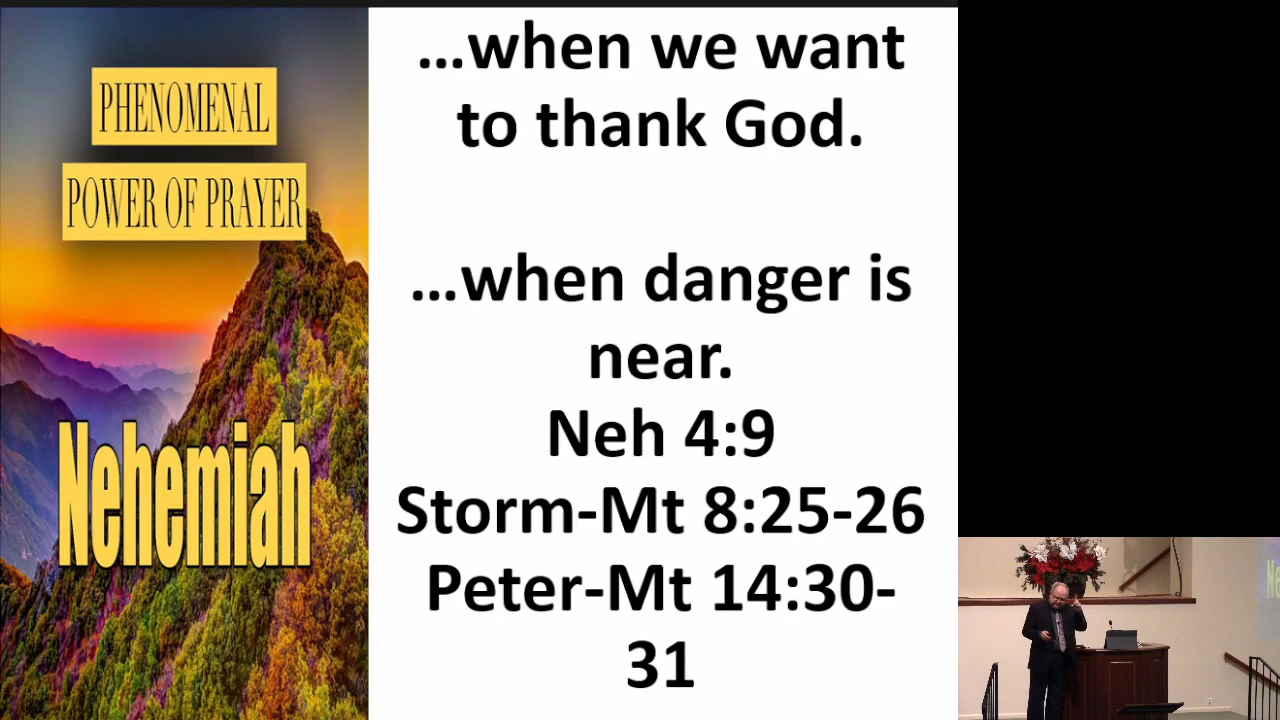 PHENOMENAL
POWER OF PRAYER
Nehemiah
...when we want
to thank God.
...when danger is
near.
Neh 4:9
Storm-Mt 8:25-26
Peter-Mt 14:30-
31